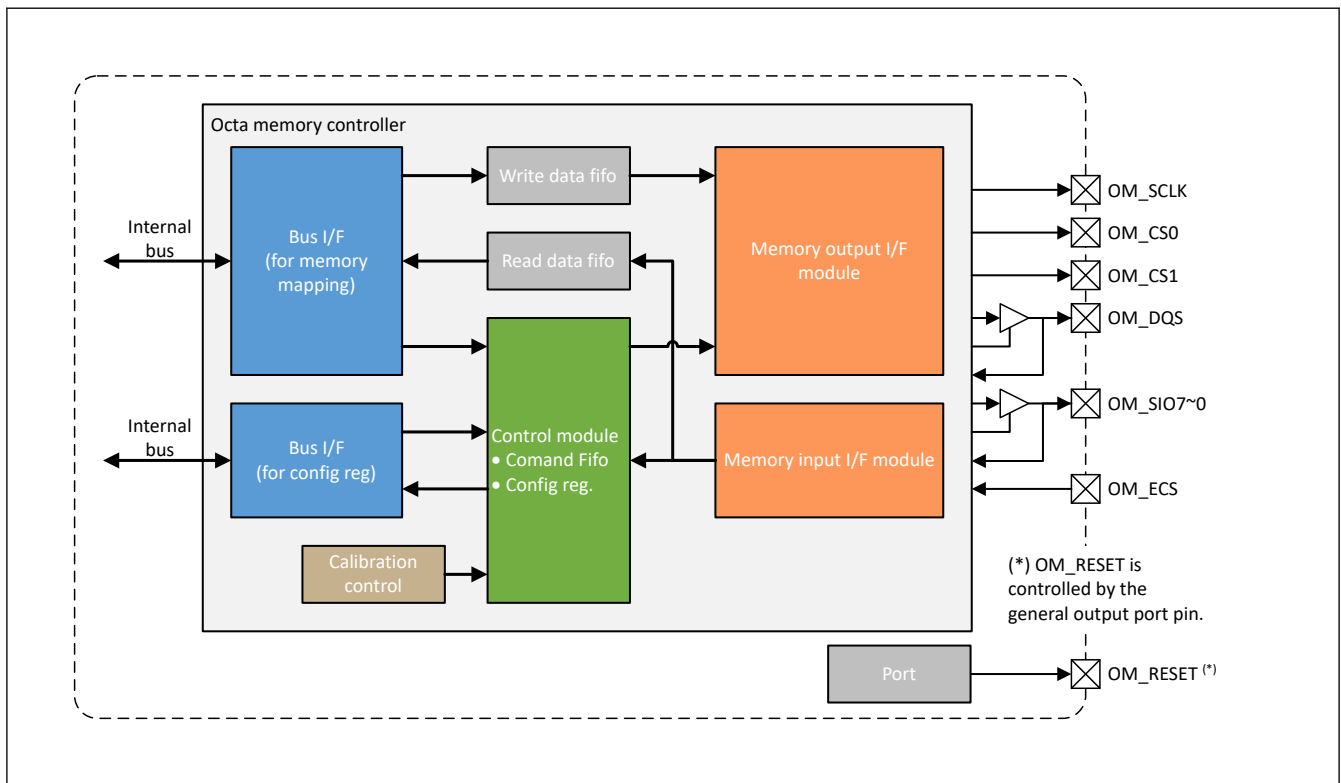 Octa memory controller
Internal
bus
Bus I/F
(for memory
mapping)
Write data fifo
Read data fifo
Memory output I/F
module
Internal
bus
Bus I/F
(for config reg)
Control module
• Comand Fifo
• Config reg.
Memory input I/F module
Calibration
control
OM_SCLK
OM_CS0
OM_CS1
OM_DQS
OM_SIO7~0
OM_ECS
(*) OM_RESET is
controlled by the
general output port pin.
Port
OM_RESET (*)